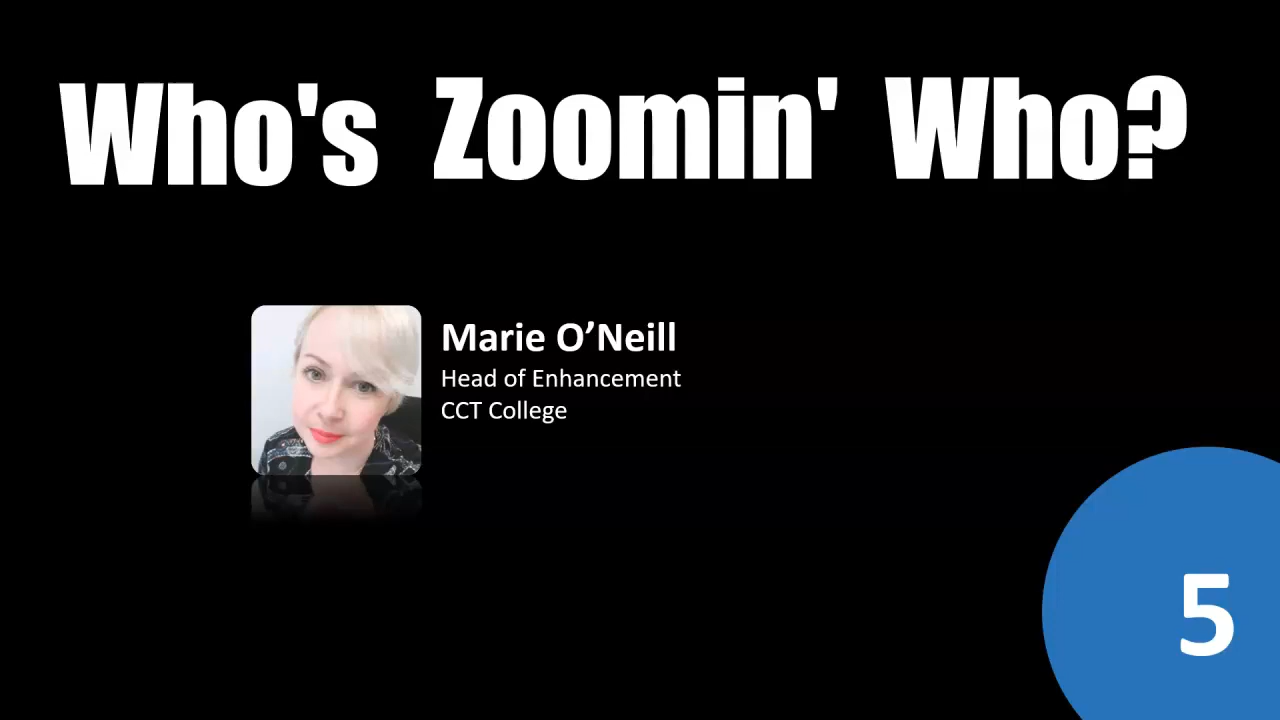 Who's Zoomin' Who?
Marie O’Neill
Head of Enhancement
CCT College
5